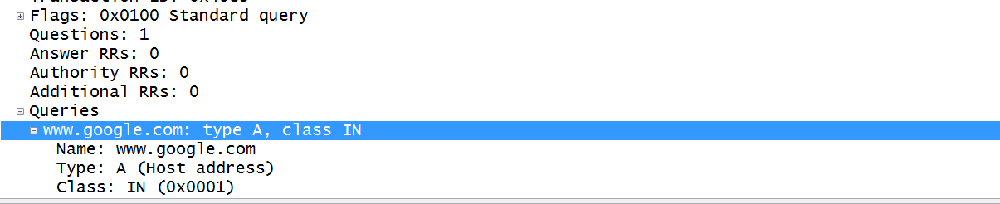 Flags: 0x0100 Standard query
Questions: 1
Answer RRs: 0
Authority RRs: 0
Additional RRs: 0
Queries
www.google.com: type A, class IN
Name: www.google.com
Type: A (Host address)
Class: IN (0x0001)